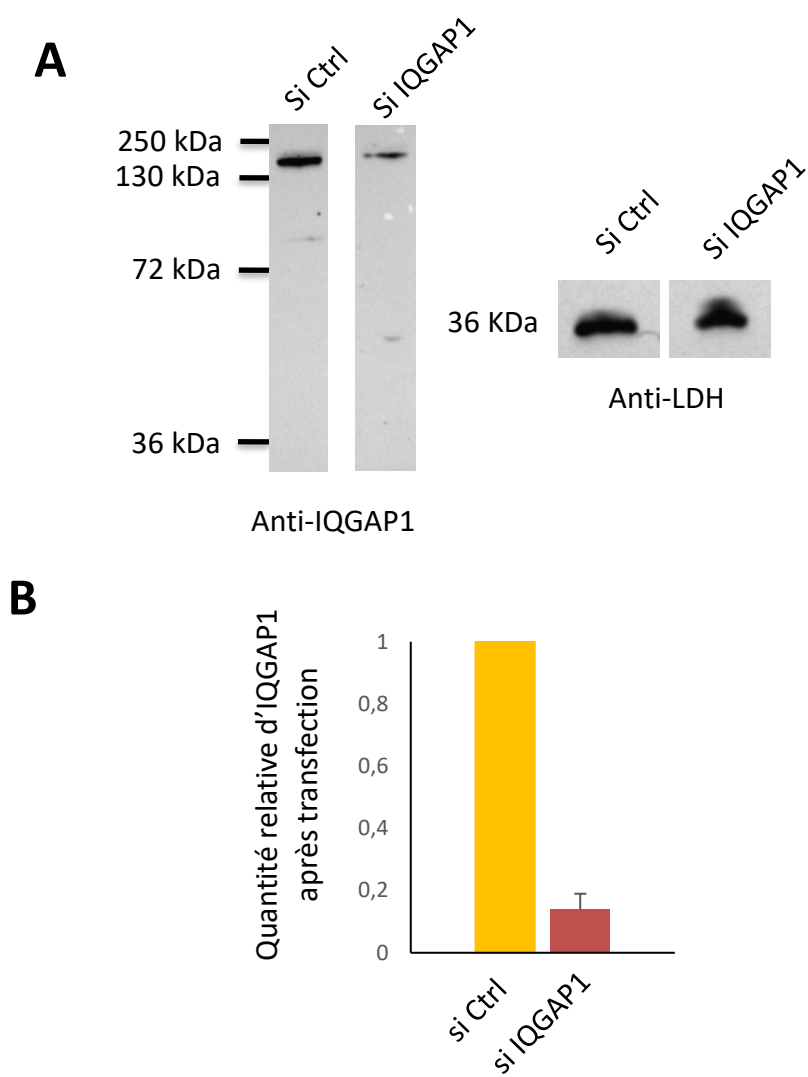 A
Si Ctrl
Si IQGAP1
250 kDa
130 kDa
72 kDa
36 kDa
Anti-IQGAP1
Si Ctrl
Si IQGAP1
36 KDa
Anti-LDH
B
Quantité relative d’IQGAP1
après transfection
1
0,8
0,6
0,4
0,2
0
si Ctrl
si IQGAP1